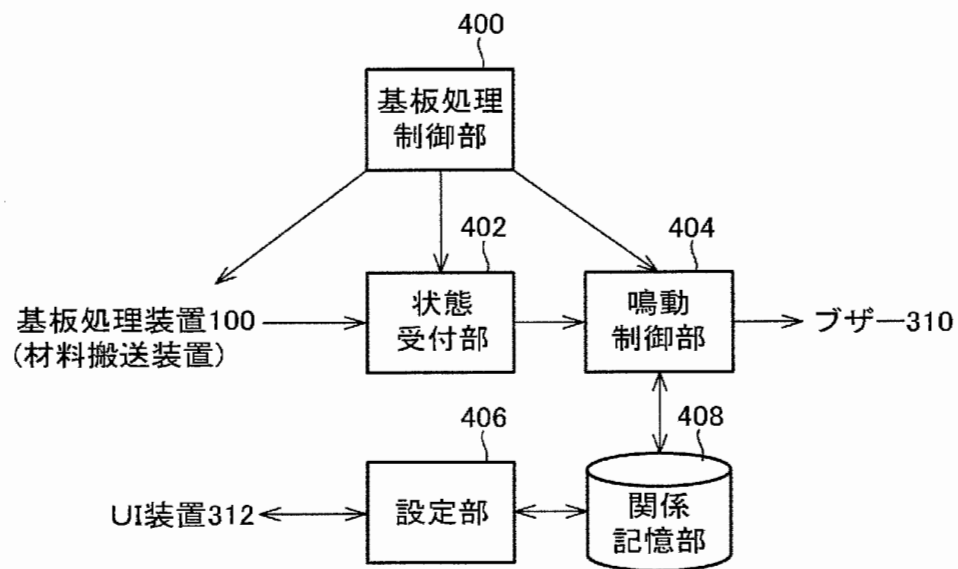 400
基板処理
制御部
402
404
基板処理装置100
(材料搬送装置)
状態
受付部
鳴動
制御部
ブザー310
406
408
UI装置312
設定部
関係
記憶部